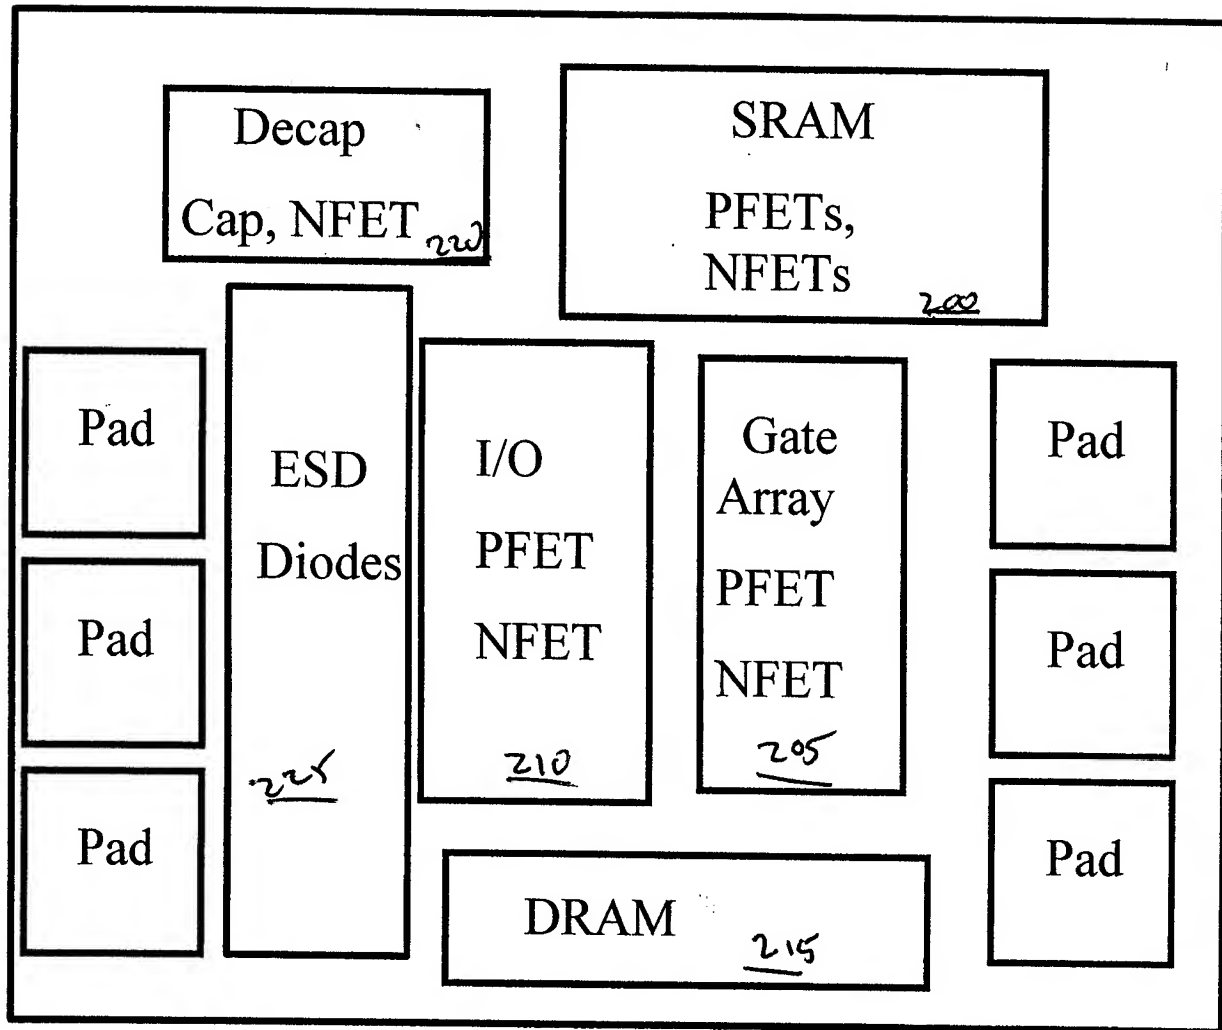 Decap
Cap, NFET 220
SRAM
PFETs,
NFETs
200
Pad
Pad
Pad
ESD
Diodes
225
I/O
PFET
NFET
210
Gate
Array
PFET
NFET
205
Pad
Pad
Pad
DRAM 215